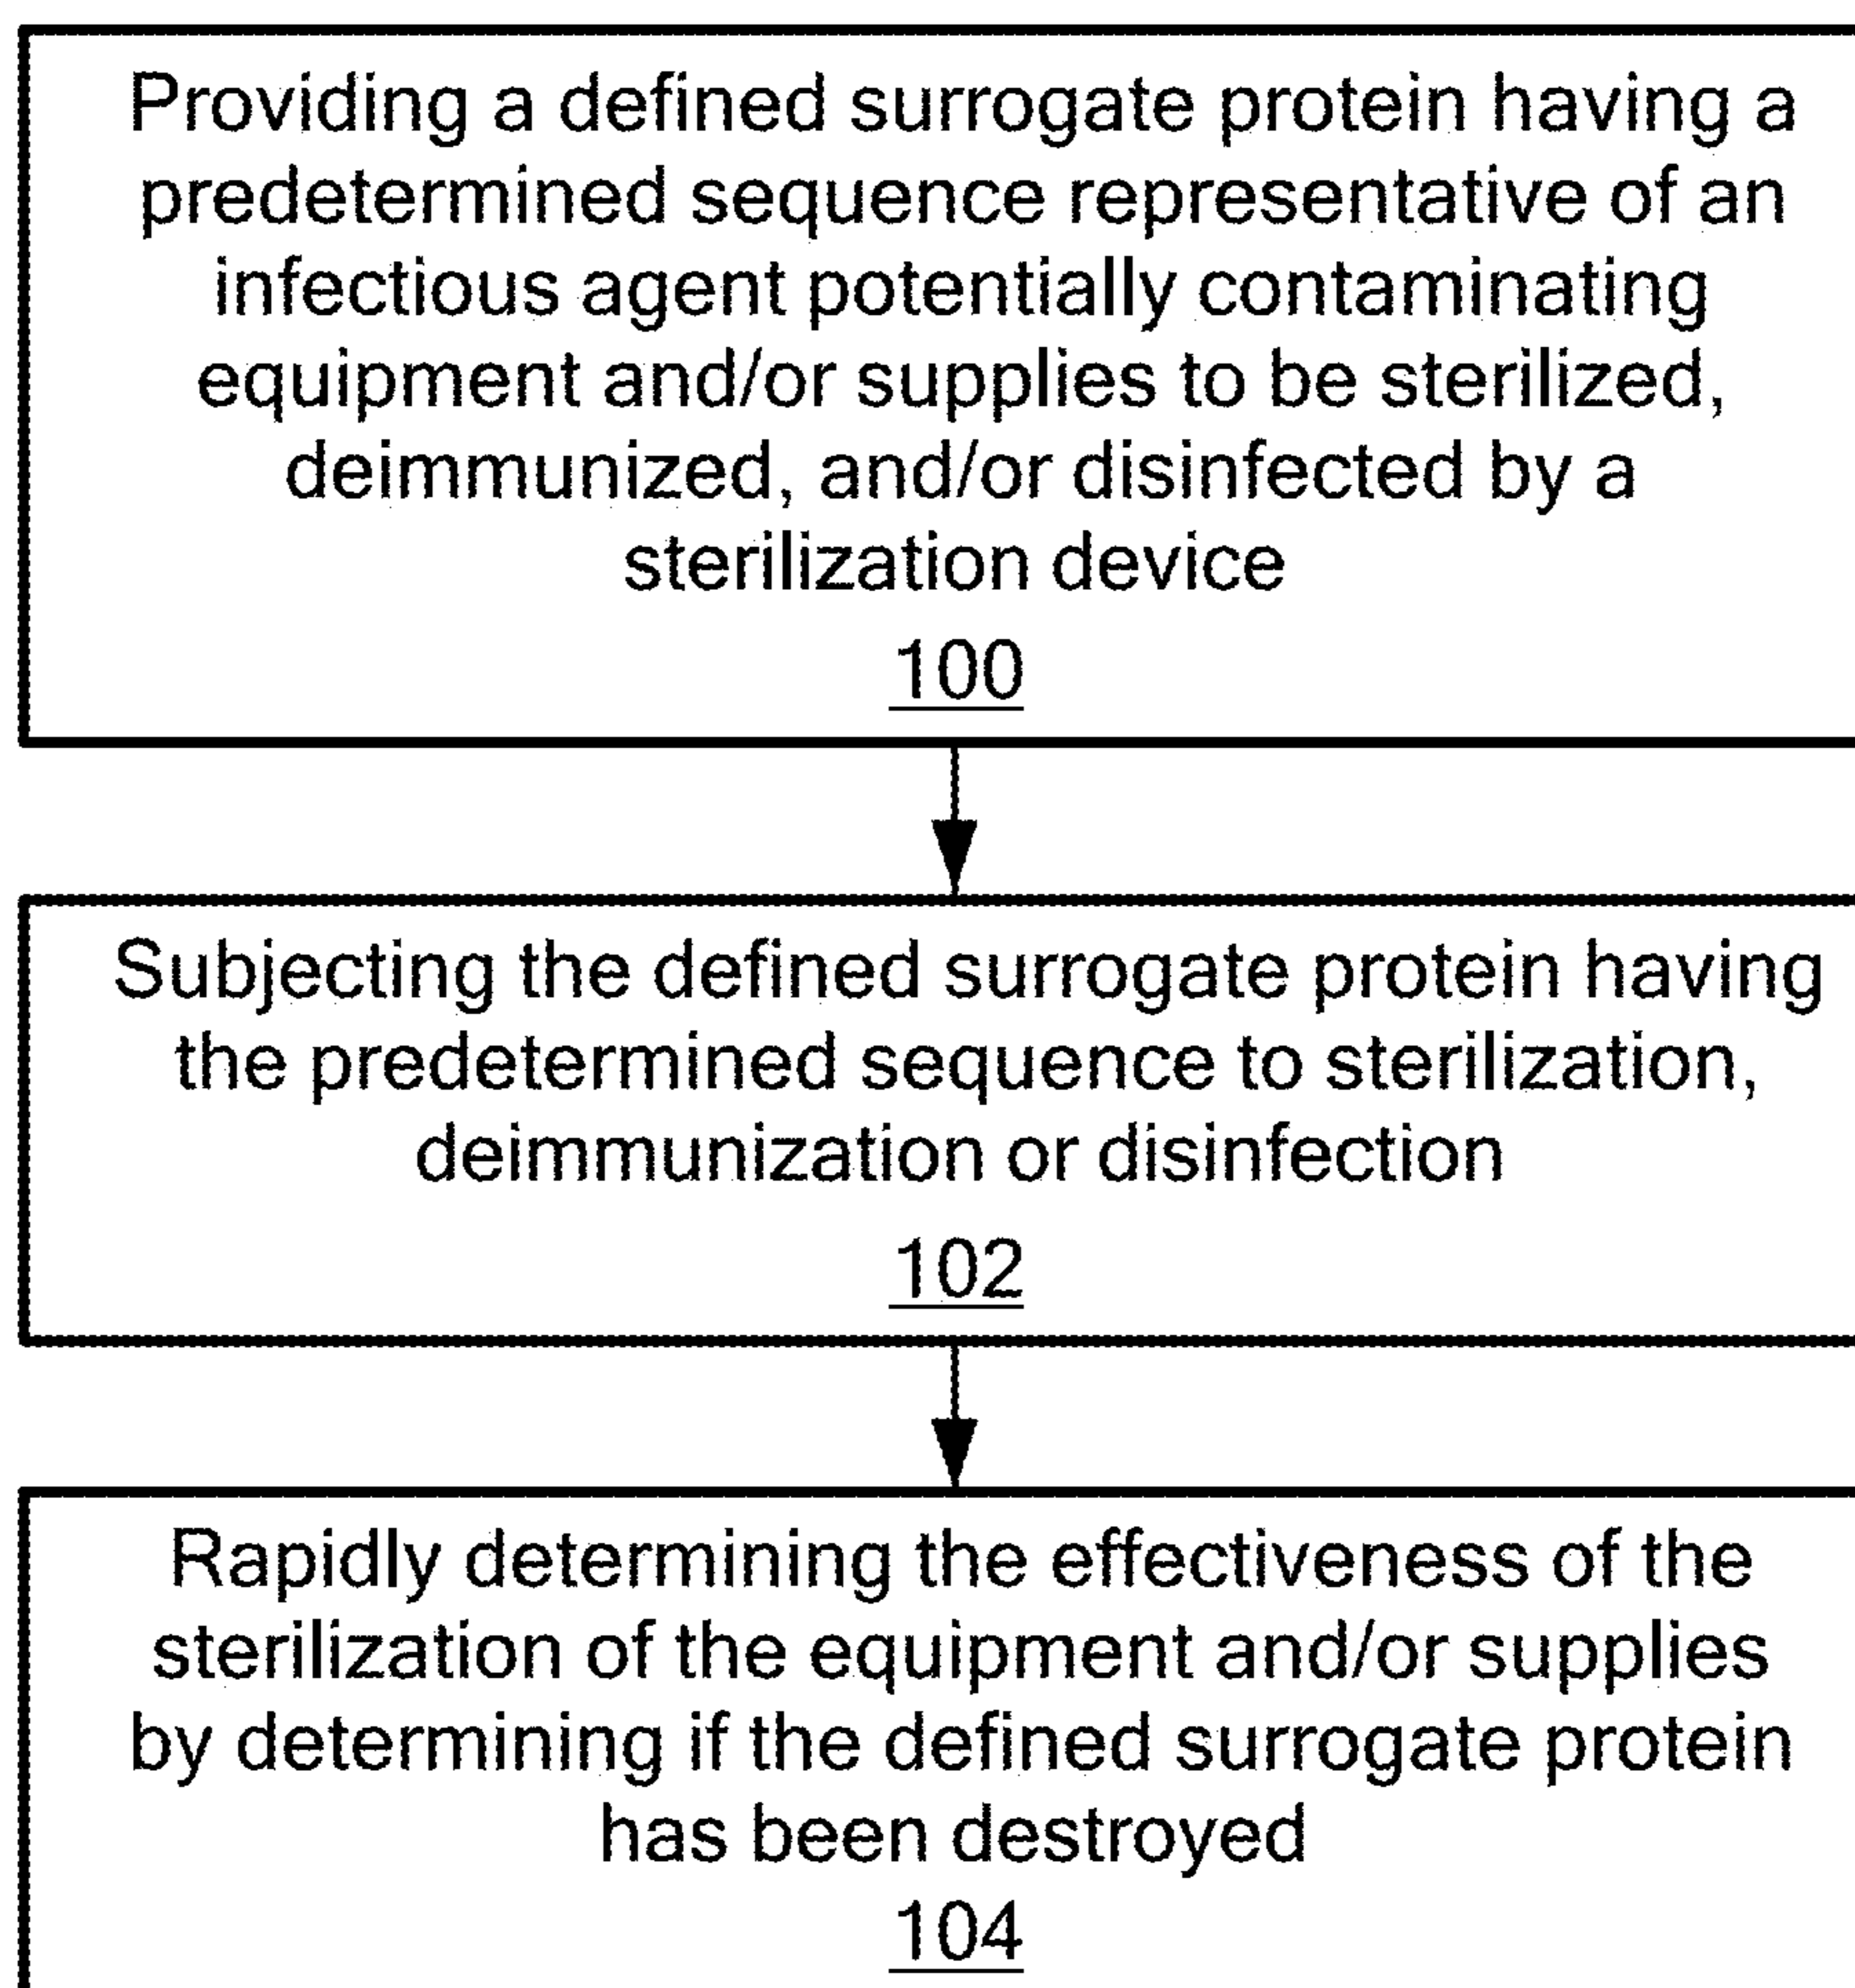 Providing a defined surrogate protein having a
predetermined sequence representative of an
infectious agent potentially contaminating
equipment and/or supplies to be sterilized,
deimmunized, and/or disinfected by a
sterilization device
100
Subjecting the defined surrogate protein having
the predetermined sequence to sterilization,
deimmunization or disinfection
102
Rapidly determining the effectiveness of the
sterilization of the equipment and/or supplies
by determining if the defined surrogate protein
has been destroyed
104